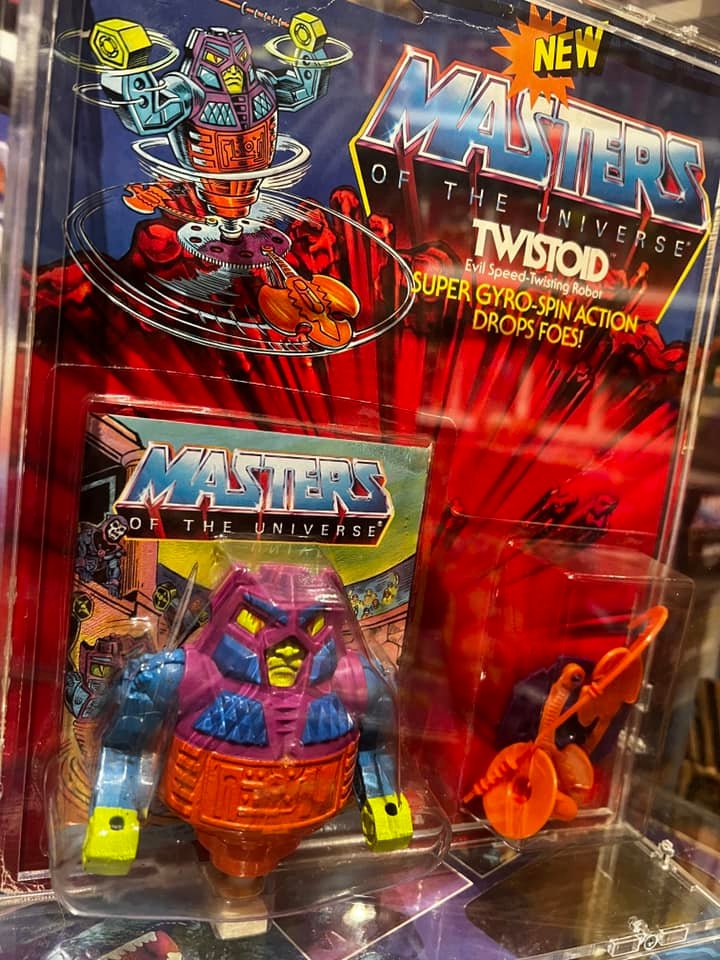 NEW
MASTERS
OF THE UNIVERSE®
TWISTOID™
Evil Speed-Twisting Robot
SUPER GYRO-SPIN ACTION
DROPS FOES!
MASTERS
OF THE UNIVERSE®